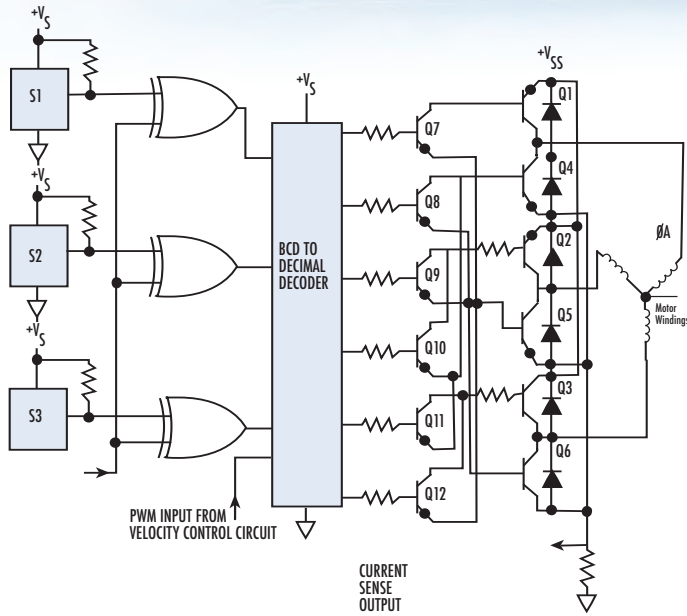 +V
S
S1
+V
S
S2
+V
S
S3
+V
S
BCD TO
DECIMAL
DECODER
PWM INPUT FROM
VELOCITY CONTROL CIRCUIT
Q7
Q8
Q9
Q10
Q11
Q12
+V
SS
Q1
Q4
Q2
Q5
Q3
Q6
ØA
Motor
Windings
CURRENT
SENSE
OUTPUT